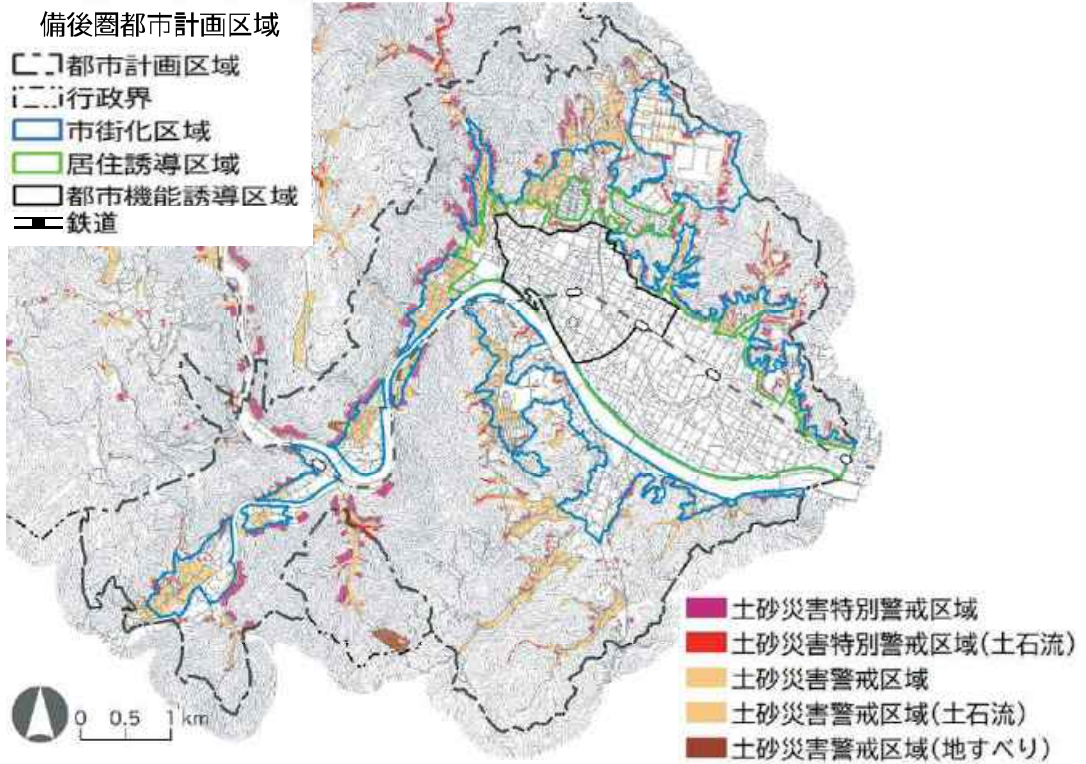 備後圏都市計画区域
都市計画区域
行政界
市街化区域
居住誘導区域
都市機能誘導区域
鉄道
土砂災害特別警戒区域
土砂災害特別警戒区域(土石流)
土砂災害警戒区域
土砂災害警戒区域(土石流)
土砂災害警戒区域(地すべり)
0 0.5 1 km